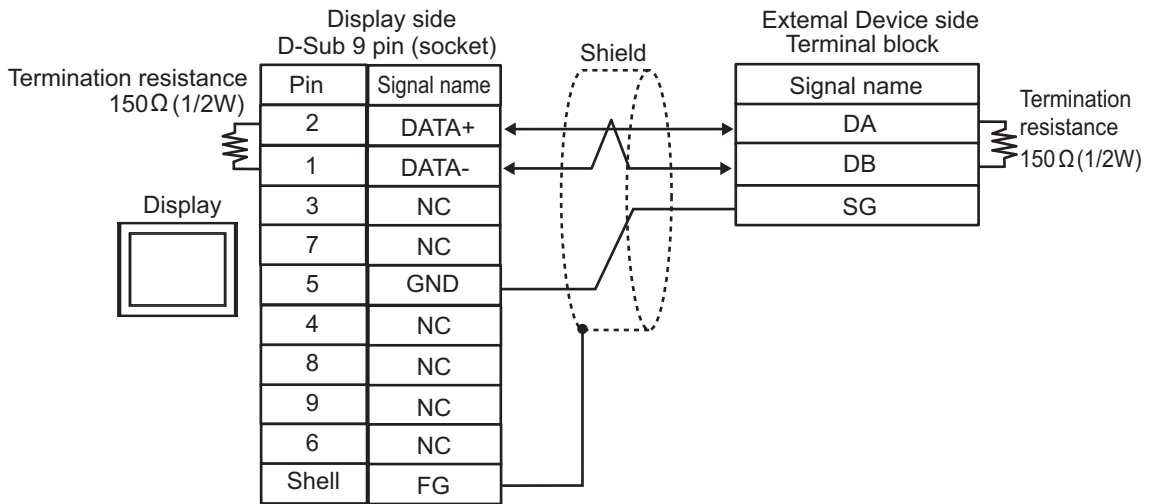 Display side
D-Sub 9 pin (socket)
External Device side
Terminal block
Shield
Termination resistance
150Ω (1/2W)
Pin Signal name
2 DATA+
1 DATA-
3 NC
7 NC
5 GND
4 NC
8 NC
9 NC
6 NC
Shell FG
Display
Signal name
DA
DB
SG
Termination
resistance
150Ω (1/2W)